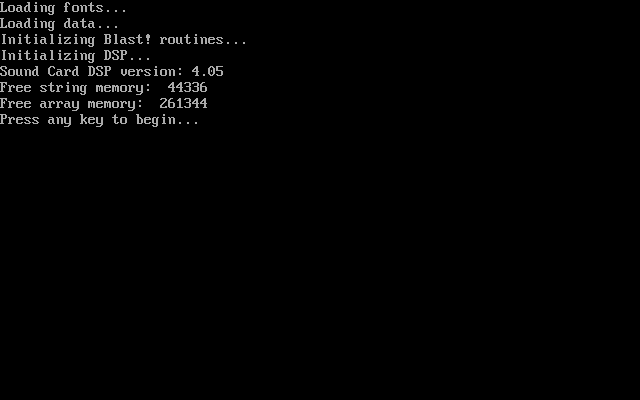 Loading fonts...
Loading data...
Initializing Blast! routines...
Initializing DSP...
Sound Card DSP version: 4.05
Free string memory:  44336
Free array memory:  261344
Press any key to begin...